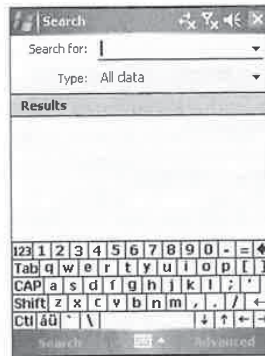 Search
Search for:
Type: All data
Results
123 1 2 3 4 5 6 7 8 9 0 - =
Tab q w e r t y u i o p [ ]
CAP a s d f g h j k l ; '
Shift z x c v b n m , . /
Ctl áü ` \
Search Advanced